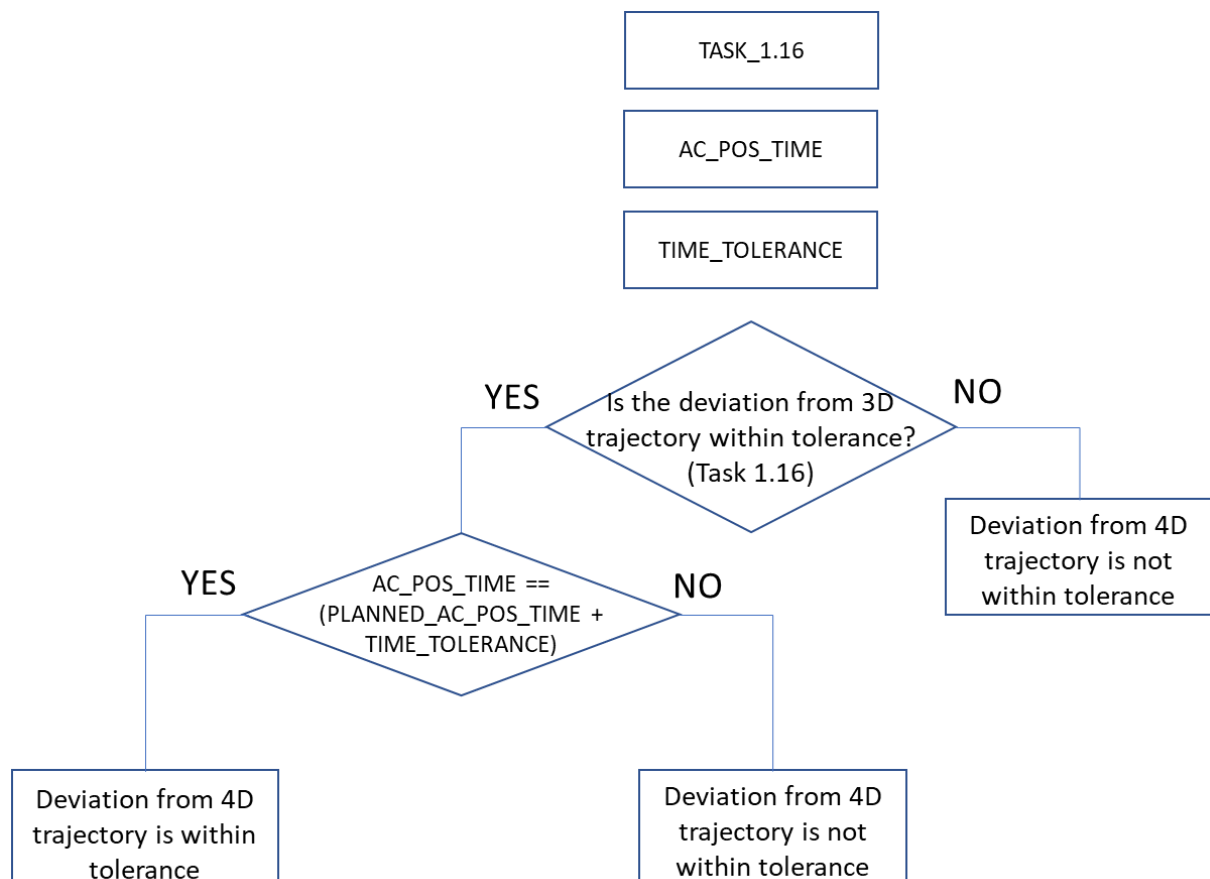 TASK_1.16
AC_POS_TIME
TIME_TOLERANCE
YES
NO
Is the deviation from 3D
trajectory within tolerance?
(Task 1.16)
Deviation from 4D
trajectory is not
within tolerance
YES
NO
AC_POS_TIME ==
(PLANNED_AC_POS_TIME +
TIME_TOLERANCE)
Deviation from 4D
trajectory is within
tolerance
Deviation from 4D
trajectory is not
within tolerance